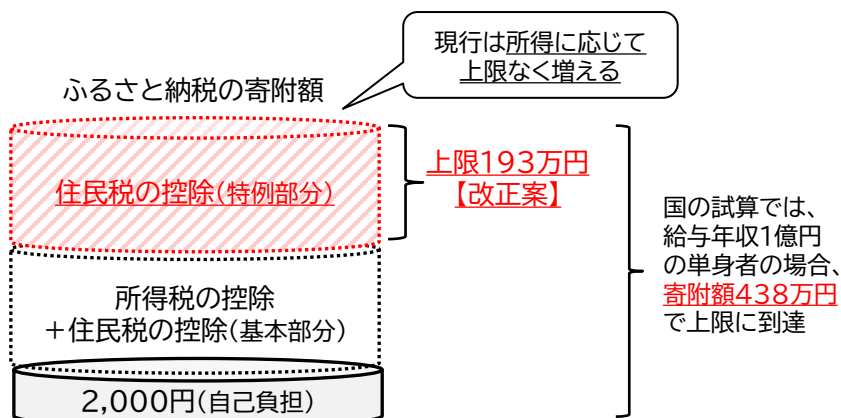 現行は所得に応じて
上限なく増える
ふるさと納税の寄附額
住民税の控除(特例部分)
上限193万円
【改正案】
所得税の控除
+住民税の控除(基本部分)
2,000円(自己負担)
国の試算では、
給与年収1億円
の単身者の場合、
寄附額438万円
で上限に到達